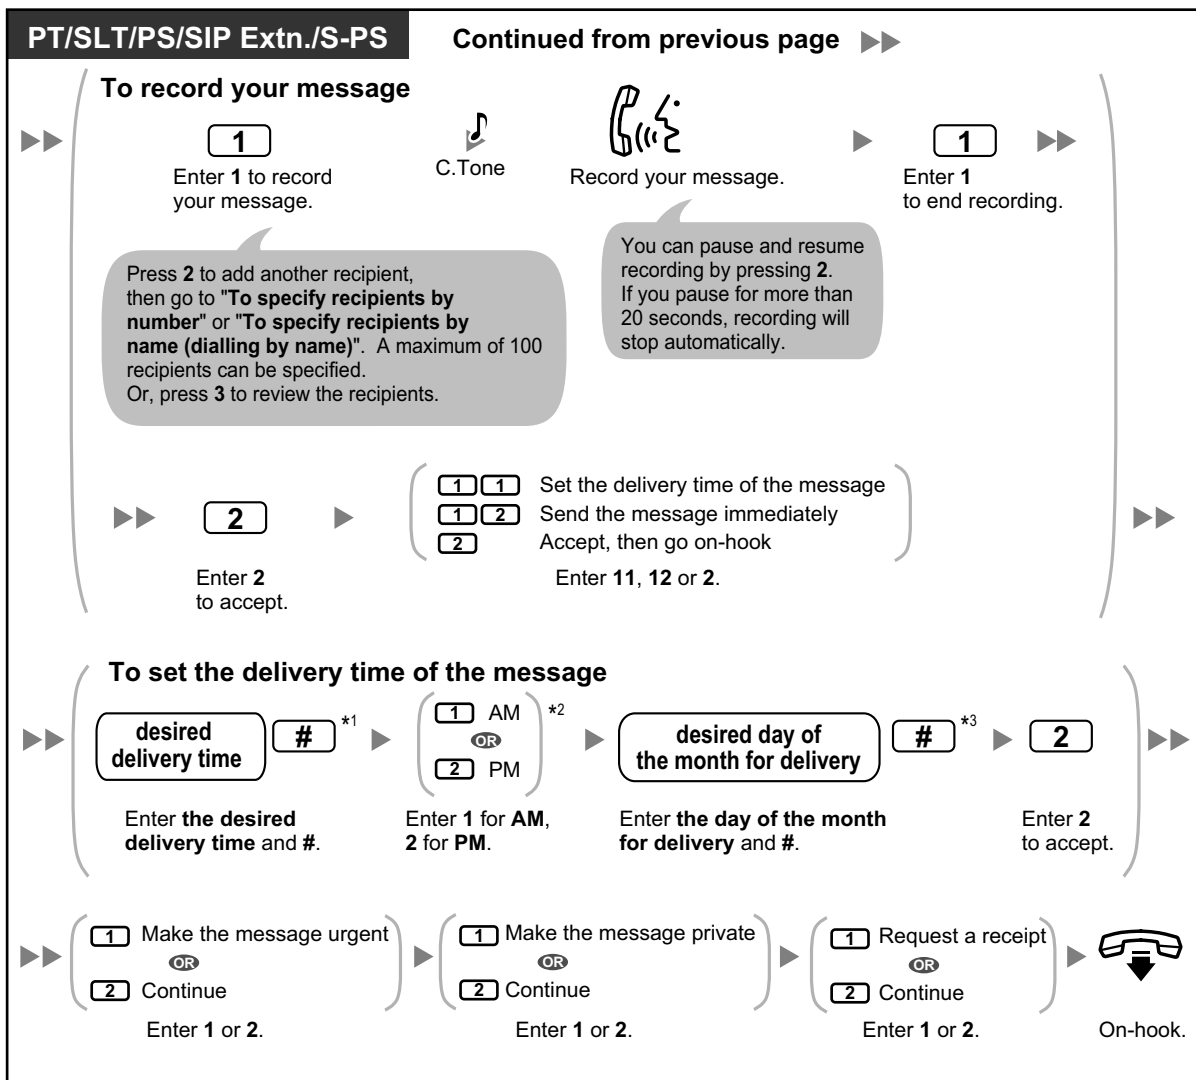 PT/SLT/PS/SIP Extn./S-PS
Continued from previous page
To record your message
1
C.Tone
1
Enter 1 to record
your message.
Record your message.
Enter 1
to end recording.
Press 2 to add another recipient,
then go to "To specify recipients by
number" or "To specify recipients by
name (dialling by name)". A maximum of 100
recipients can be specified.
Or, press 3 to review the recipients.
You can pause and resume
recording by pressing 2.
If you pause for more than
20 seconds, recording will
stop automatically.
2
Enter 2
to accept.
1 1 Set the delivery time of the message
1 2 Send the message immediately
2 Accept, then go on-hook
Enter 11, 12 or 2.
To set the delivery time of the message
desired
delivery time
# *1
Enter the desired
delivery time and #.
1 AM *2
OR
2 PM
Enter 1 for AM,
2 for PM.
desired day of
the month for delivery
# *3
Enter the day of the month
for delivery and #.
2
Enter 2
to accept.
1 Make the message urgent
OR
2 Continue
Enter 1 or 2.
1 Make the message private
OR
2 Continue
Enter 1 or 2.
1 Request a receipt
OR
2 Continue
Enter 1 or 2.
On-hook.